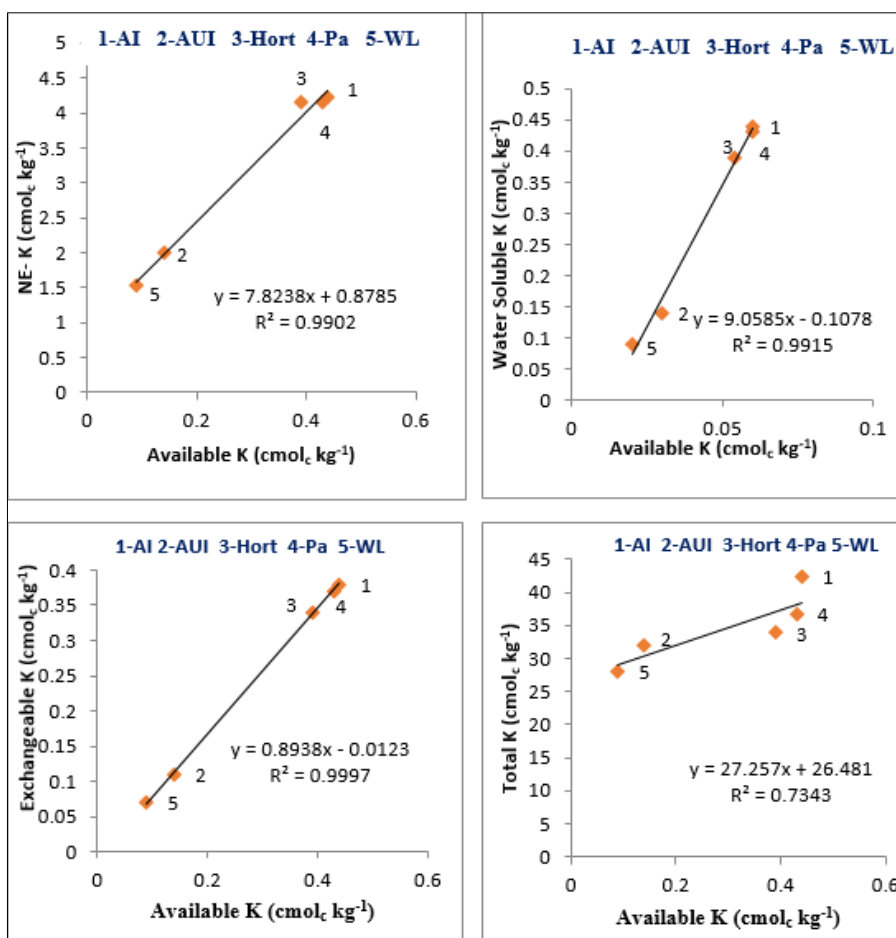 1-AI 2-AUI 3-Hort 4-Pa 5-WL
NE- K (cmolc kg-1)
5
4.5
4
3.5
3
2.5
2
1.5
1
0.5
0
3
1
4
2
5
y = 7.8238x + 0.8785
R² = 0.9902
0 0.2 0.4 0.6
Available K (cmolc kg-1)
1-AI 2-AUI 3-Hort 4-Pa 5-WL
Water Soluble K (cmolc kg-1)
0.5
0.45
0.4
0.35
0.3
0.25
0.2
0.15
0.1
0.05
0
1
3 4
2
5
y = 9.0585x - 0.1078
R² = 0.9915
0 0.05 0.1
Available K (cmolc kg-1)
1-AI 2-AUI 3-Hort 4-Pa 5-WL
Exchangeable K (cmolc kg-1)
0.4
0.35
0.3
0.25
0.2
0.15
0.1
0.05
0
1
3 4
2
5
y = 0.8938x - 0.0123
R² = 0.9997
0 0.2 0.4 0.6
Available K (cmolc kg-1)
1-AI 2-AUI 3-Hort 4-Pa 5-WL
Total K (cmolc kg-1)
45
40
35
30
25
20
15
10
5
0
1
4
3
2
5
y = 27.257x + 26.481
R² = 0.7343
0 0.2 0.4 0.6
Available K (cmolc kg-1)